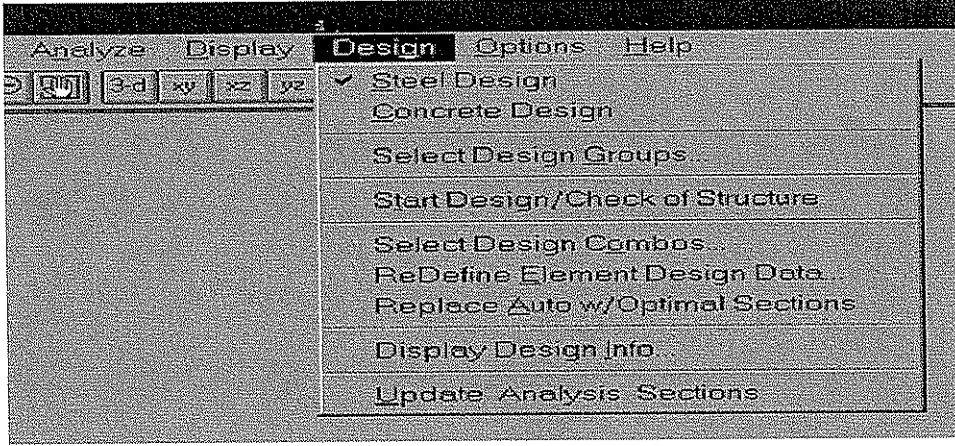 Analyze Display Design Options Help
3-d xy xz yz
Steel Design
Concrete Design
Select Design Groups...
Start Design/Check of Structure
Select Design Combos...
ReDefine Element Design Data...
Replace Auto w/Optimal Sections
Display Design Info...
Update Analysis Sections